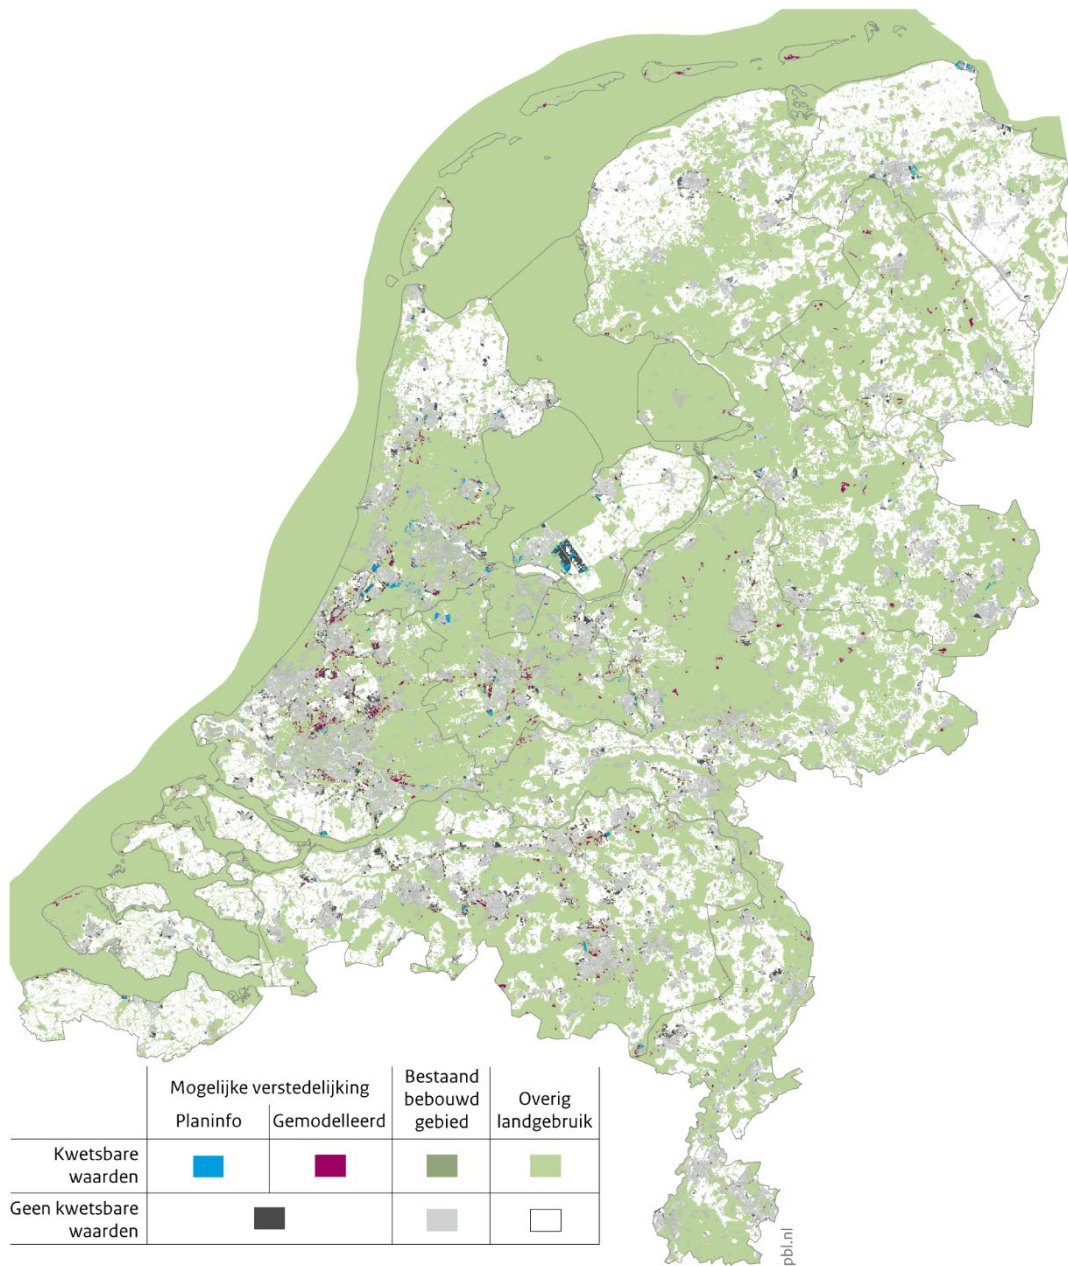 Mogelijke verstedelijking
Bestaand
bebouwd
gebied
Overig
landgebruik
Planinfo
Gemodelleerd
Kwetsbare
waarden
Geen kwetsbare
waarden
pbl.nl